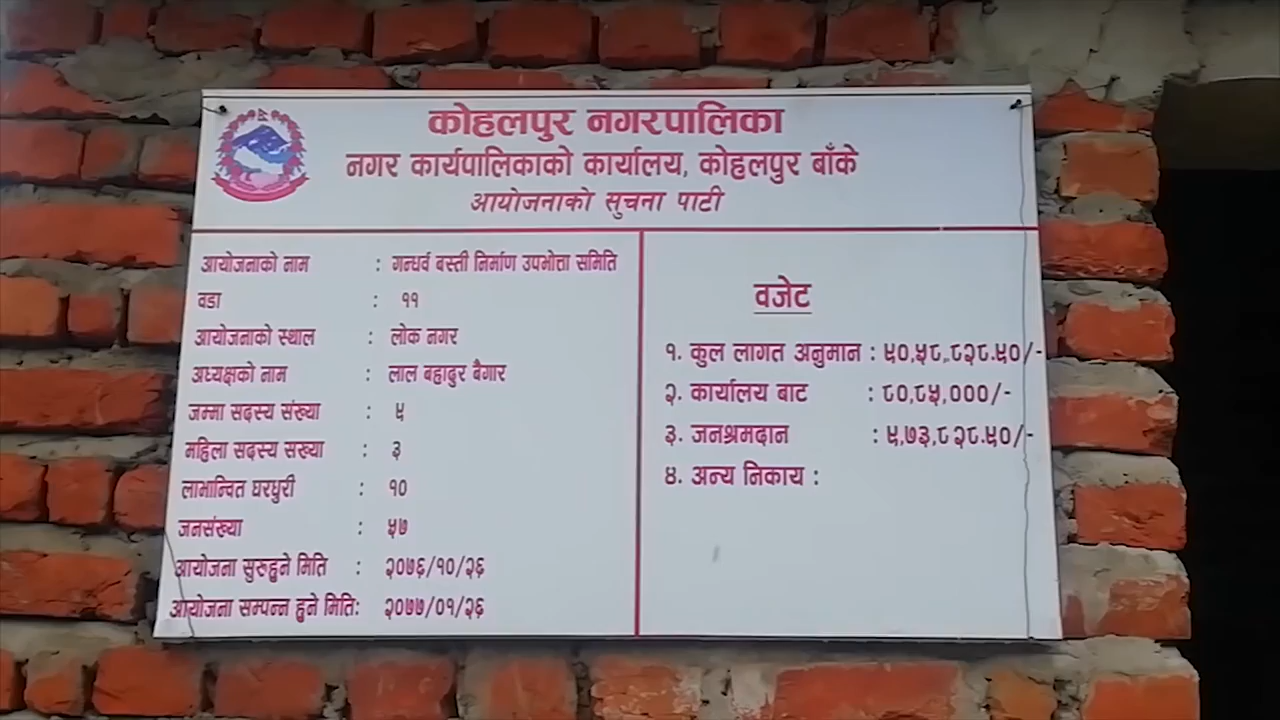 कोहलपुर नगरपालिका
नगर कार्यपालिकाको कार्यालय, कोहलपुर बाँके
आयोजनाको सुचना पाटी
आयोजनाको नाम : गन्धर्व बस्ती निर्माण उपभोत्ता समिति
वडा : ११
आयोजनाको स्थाल : लोक नगर
अध्यक्षको नाम : लाल बहादुर बैगार
जम्मा सदस्य संख्या : ५
महिला सदस्य सख्या : ३
लाभान्वित घरधुरी : १०
जनसंख्या : ५७
आयोजना सुरुहुने मिति : २०७६/१०/२६
आयोजना सम्पन्न हुने मिति: २०७७/०१/२६
वजेट
१. कुल लागत अनुमान : ५०,५८,८२८.५०/-
२. कार्यालय बाट : ८०,८५,०००/-
३. जनश्रमदान : ५,७३,८२८.५०/-
४. अन्य निकाय :